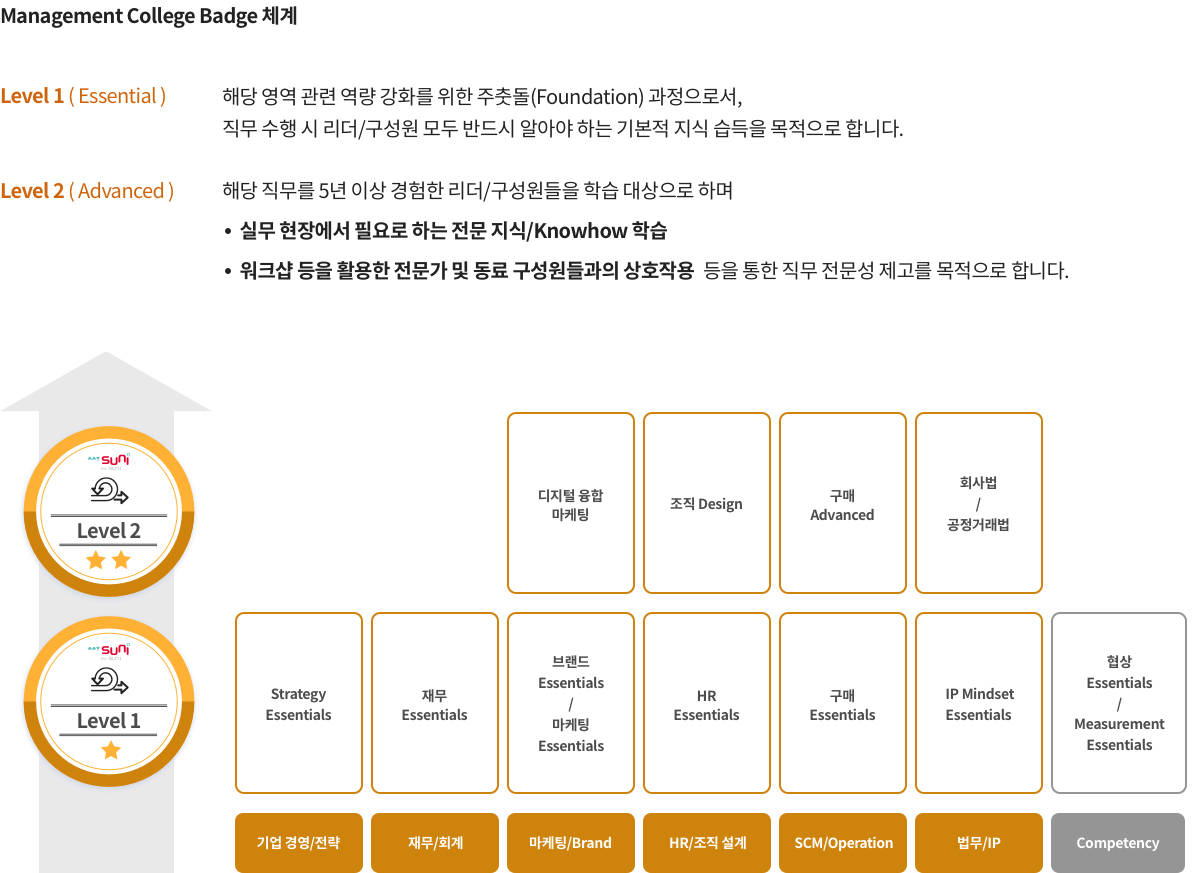 Management College Badge 체계
Level 1 ( Essential )
해당 영역 관련 역량 강화를 위한 주춧돌(Foundation) 과정으로서,
직무 수행 시 리더/구성원 모두 반드시 알아야 하는 기본적 지식 습득을 목적으로 합니다.
Level 2 ( Advanced )
해당 직무를 5년 이상 경험한 리더/구성원들을 학습 대상으로 하며
• 실무 현장에서 필요로 하는 전문 지식/Knowhow 학습
• 워크샵 등을 활용한 전문가 및 동료 구성원들과의 상호작용 등을 통한 직무 전문성 제고를 목적으로 합니다.
suni
Level 2
디지털 융합
마케팅
조직 Design
구매
Advanced
회사법
/
공정거래법
suni
Level 1
Strategy
Essentials
재무
Essentials
브랜드
Essentials
/
마케팅
Essentials
HR
Essentials
구매
Essentials
IP Mindset
Essentials
협상
Essentials
/
Measurement
Essentials
기업 경영/전략
재무/회계
마케팅/Brand
HR/조직 설계
SCM/Operation
법무/IP
Competency